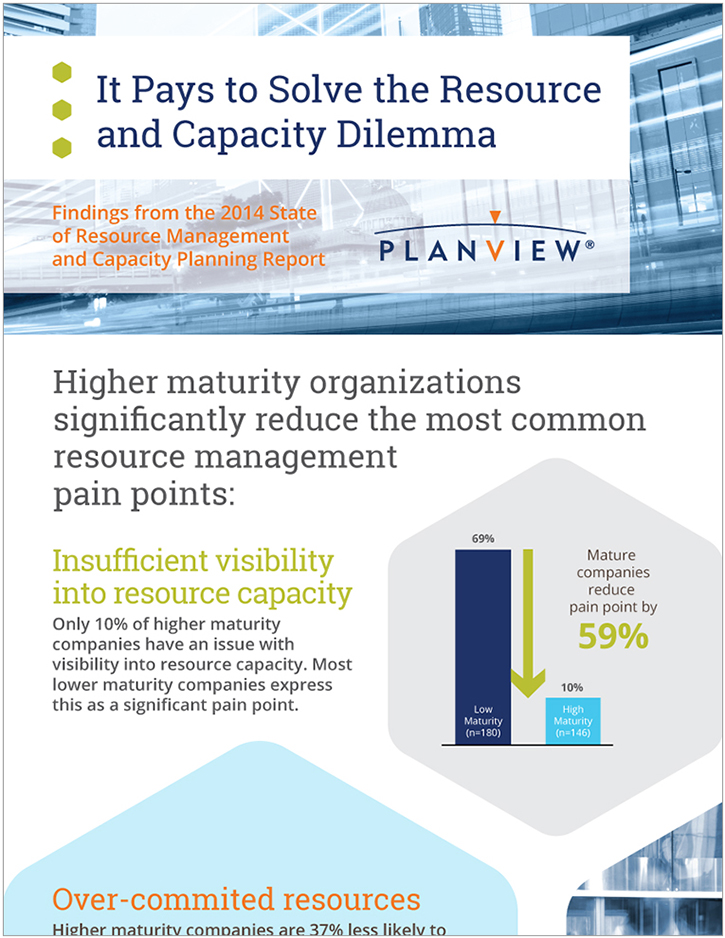 It Pays to Solve the Resource
and Capacity Dilemma
Findings from the 2014 State
of Resource Management
and Capacity Planning Report
PLANVIEW®
Higher maturity organizations
significantly reduce the most common
resource management
pain points:
Insufficient visibility
into resource capacity
Only 10% of higher maturity
companies have an issue with
visibility into resource capacity. Most
lower maturity companies express
this as a significant pain point.
69%
Low
Maturity
(n=180)
10%
High
Maturity
(n=146)
Mature
companies
reduce
pain point by
59%
Over-commited resources
Higher maturity companies are 37% less likely to